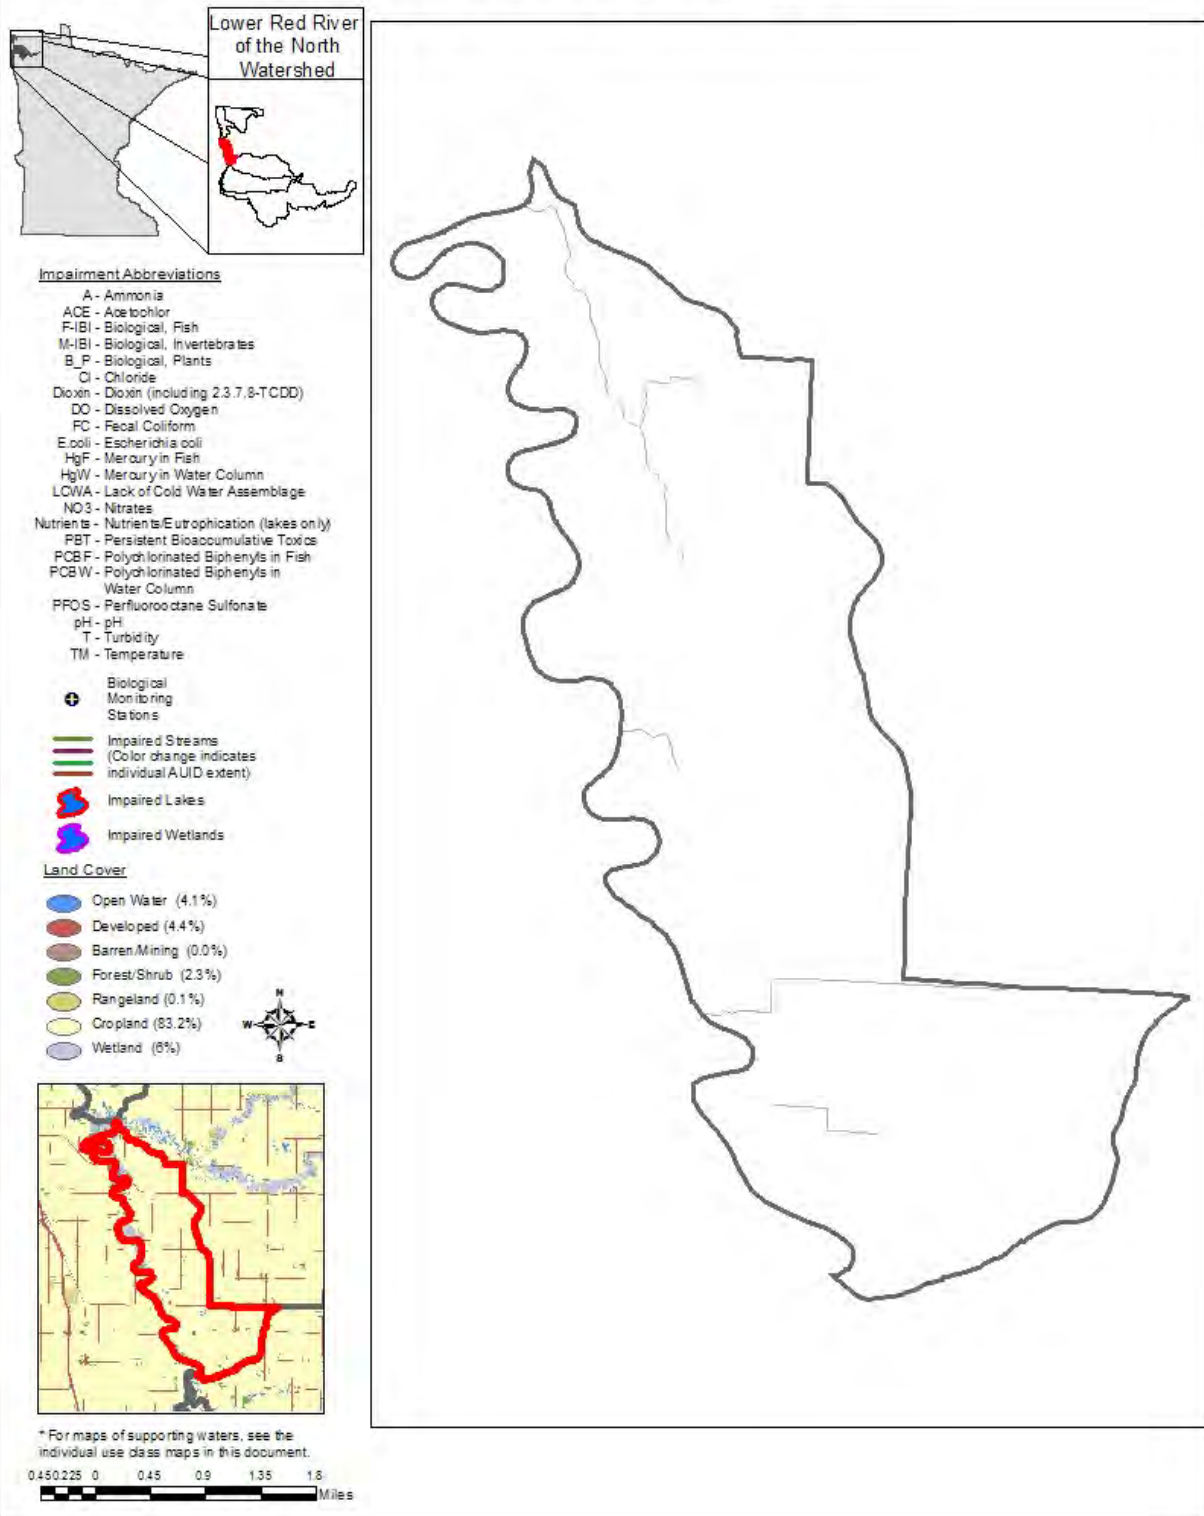 Lower Red River
of the North
Watershed
Impairment Abbreviations
A - Ammonia
ACE - Acetochlor
F-IBI - Biological, Fish
M-IBI - Biological, Invertebrates
B_P - Biological, Plants
Cl - Chloride
Dioxin - Dioxin (including 2.3.7.8-TCDD)
DO - Dissolved Oxygen
FC - Fecal Coliform
E.coli - Escherichia coli
HgF - Mercury in Fish
HgW - Mercury in Water Column
LCWA - Lack of Cold Water Assemblage
NO3 - Nitrates
Nutrients - Nutrients/Eutrophication (lakes only)
PBT - Persistent Bioaccumulative Toxics
PCBF - Polychlorinated Biphenyls in Fish
PCBW - Polychlorinated Biphenyls in
Water Column
PFOS - Perfluorooctane Sulfonate
pH - pH
T - Turbidity
TM - Temperature
Biological
Monitoring
Stations
Impaired Streams
(Color change indicates
individual AUID extent)
Impaired Lakes
Impaired Wetlands
Land Cover
Open Water (4.1%)
Developed (4.4%)
Barren/Mining (0.0%)
Forest/Shrub (2.3%)
Rangeland (0.1%)
Cropland (83.2%)
Wetland (6%)
N
W E
S
* For maps of supporting waters, see the
individual use class maps in this document.
0.450.225 0 0.45 0.9 1.35 1.8
Miles